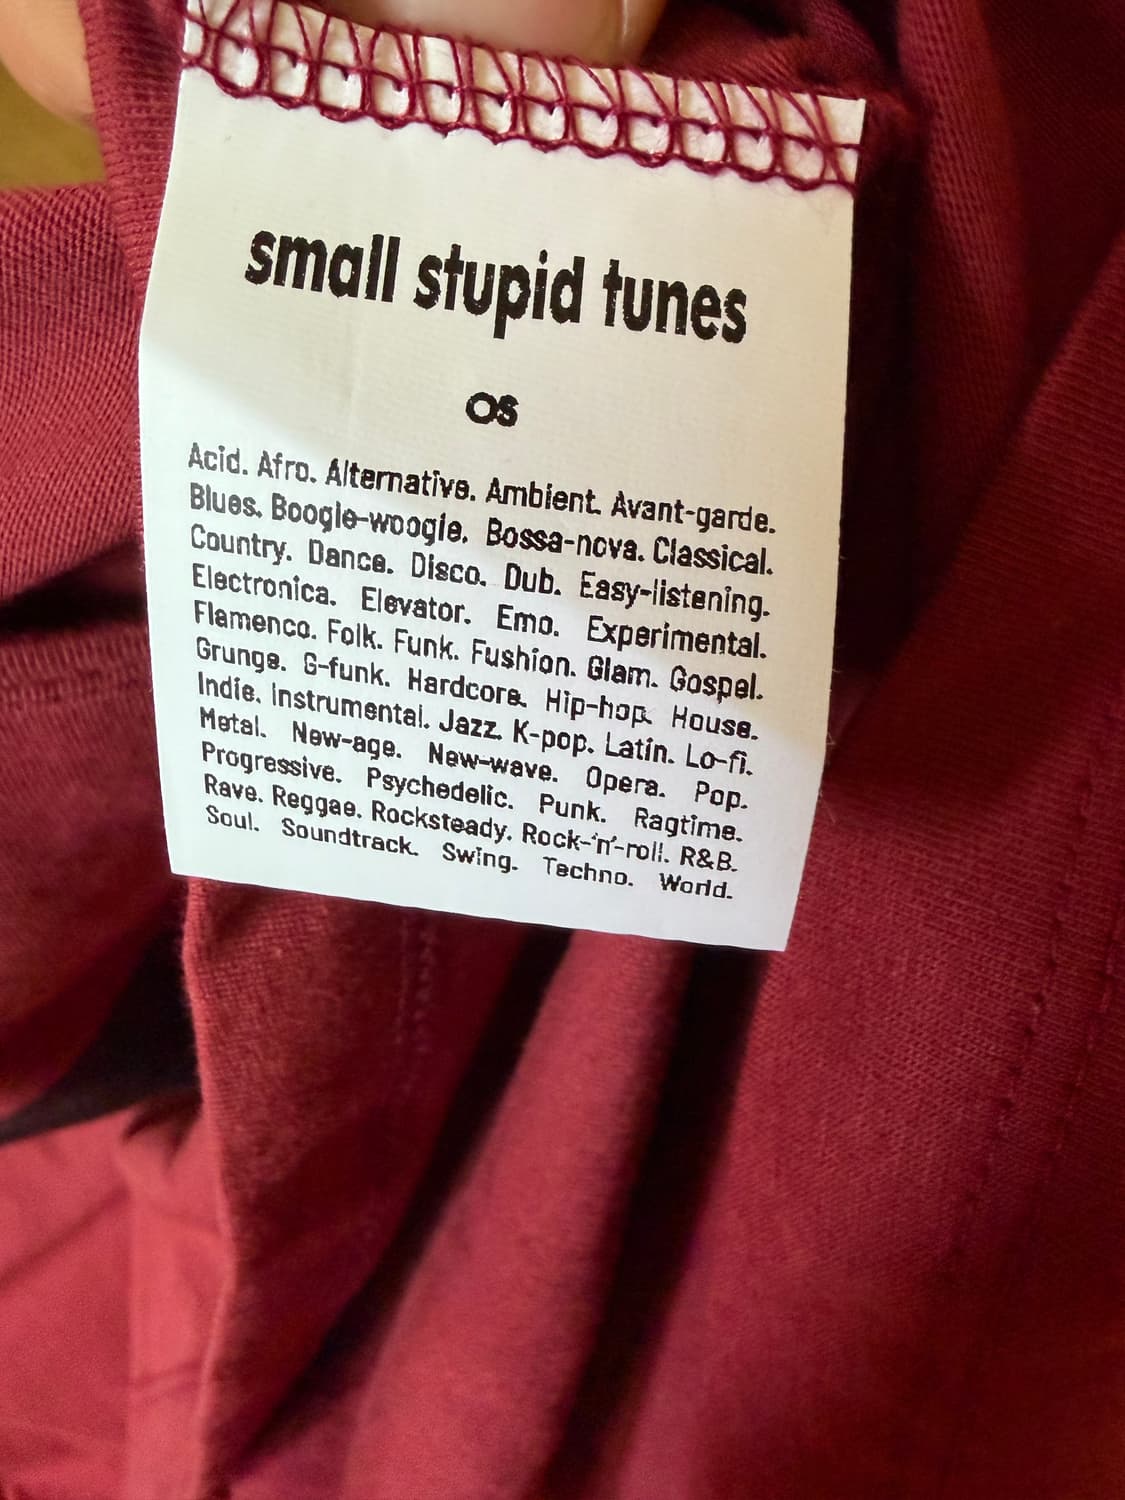 small stupid tunes
OS
Acid. Afro. Alternative. Ambient. Avant-garde.
Blues. Boogie-woogie. Bossa-nova. Classical.
Country. Dance. Disco. Dub. Easy-listening.
Electronica. Elevator. Emo. Experimental.
Flamenco. Folk. Funk. Fushion. Glam. Gospel.
Grunge. G-funk. Hardcore. Hip-hop. House.
Indie. Instrumental. Jazz. K-pop. Latin. Lo-fi.
Metal. New-age. New-wave. Opera. Pop.
Progressive. Psychedelic. Punk. Ragtime.
Rave. Reggae. Rocksteady. Rock-'n'-roll. R&B.
Soul. Soundtrack. Swing. Techno. World.